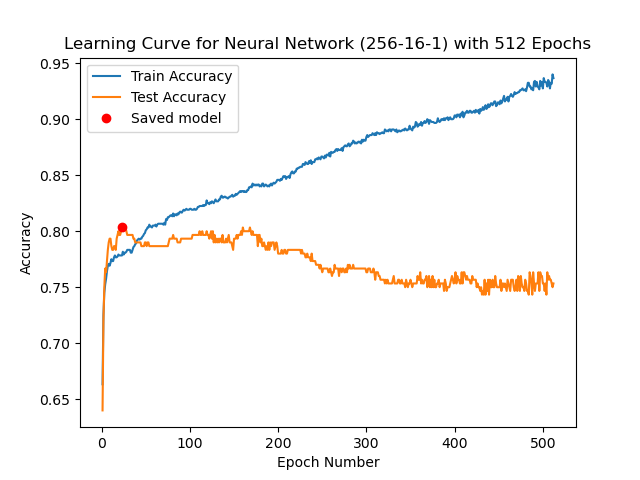 Learning Curve for Neural Network (256-16-1) with 512 Epochs
Train Accuracy
Test Accuracy
Saved model
Accuracy
0.95
0.90
0.85
0.80
0.75
0.70
0.65
0
100
200
300
400
500
Epoch Number